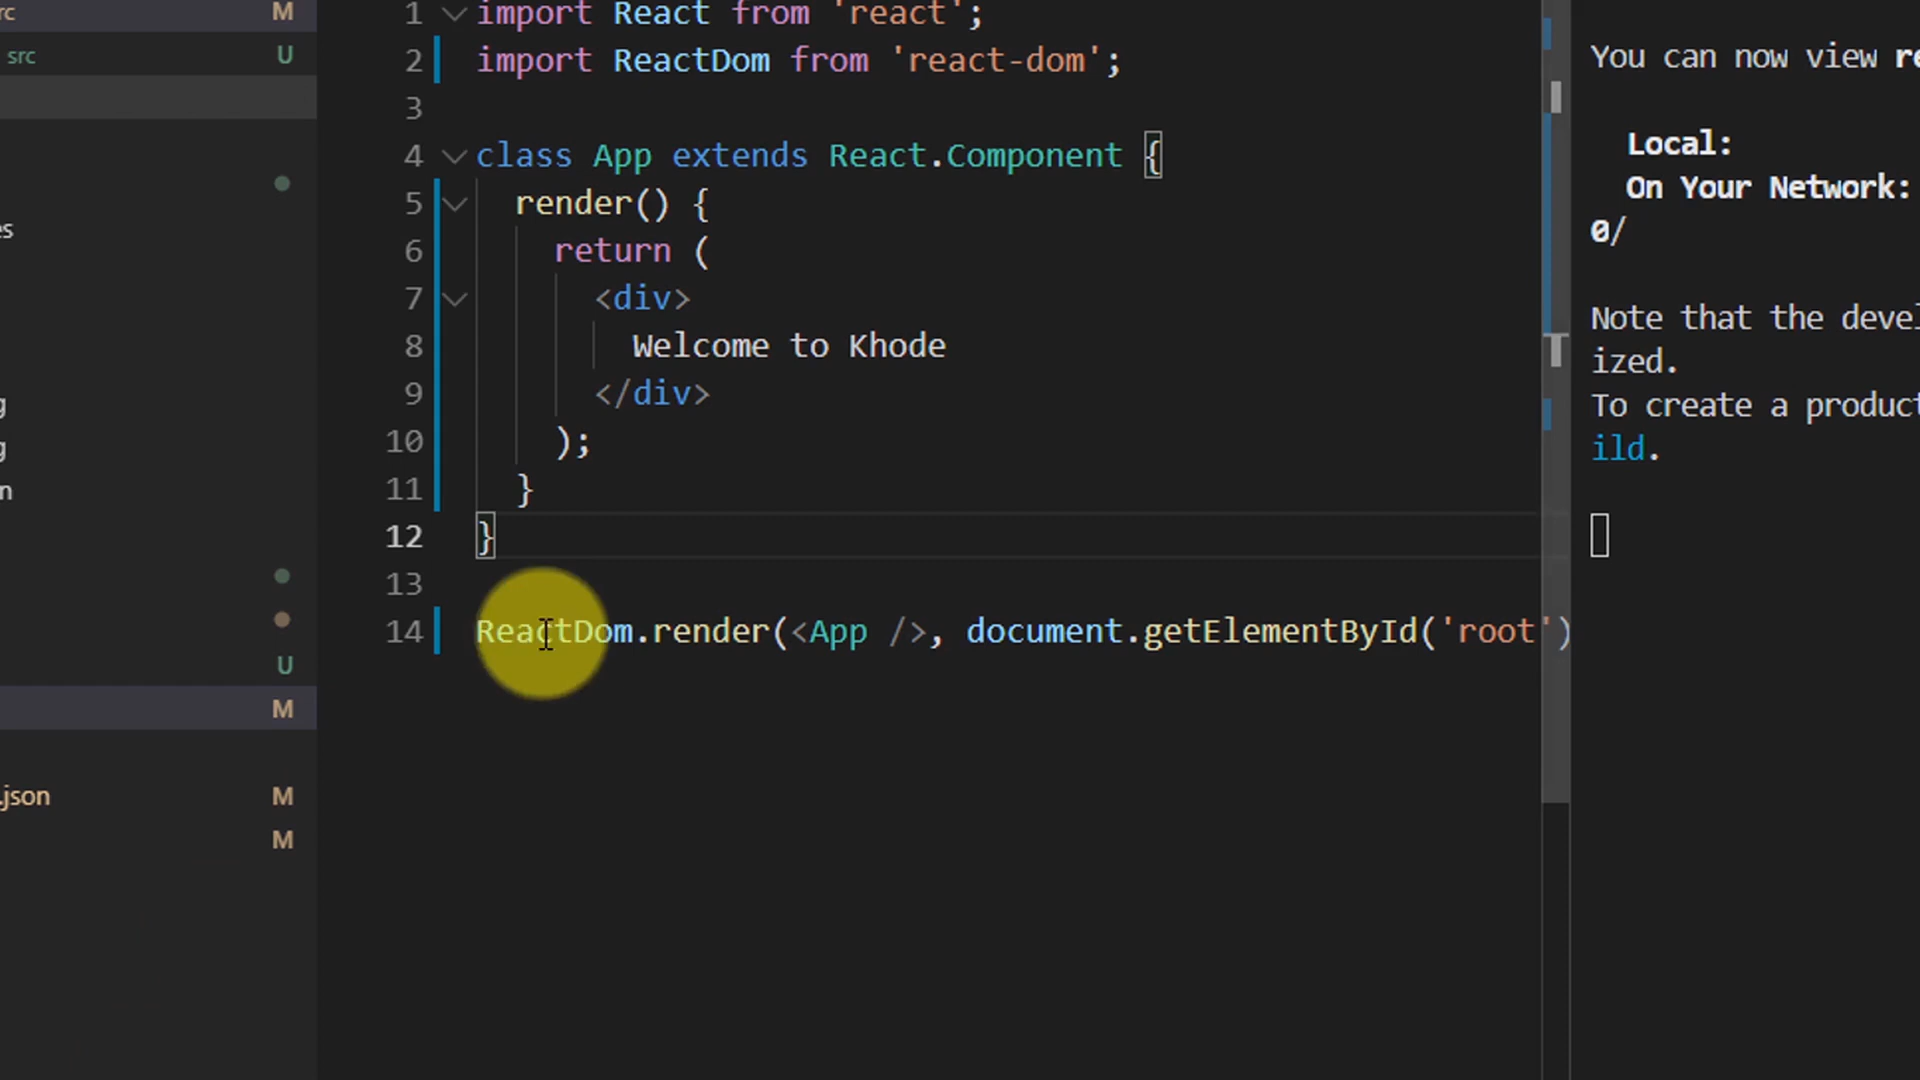 rc M
src U
es
g
g
n
U
M
.json M
M
1 import React from 'react';
2 import ReactDom from 'react-dom';
3
4 class App extends React.Component {
5 render() {
6 return (
7 <div>
8 Welcome to Khode
9 </div>
10 );
11 }
12 }
13
14 ReactDom.render(<App />, document.getElementById('root')
You can now view re
Local:
On Your Network:
0/
Note that the devel
ized.
To create a product
ild.